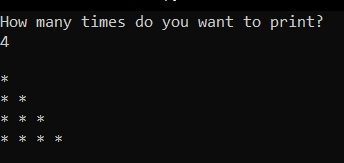 How many times do you want to print?
4
*
* *
* * *
* * * *